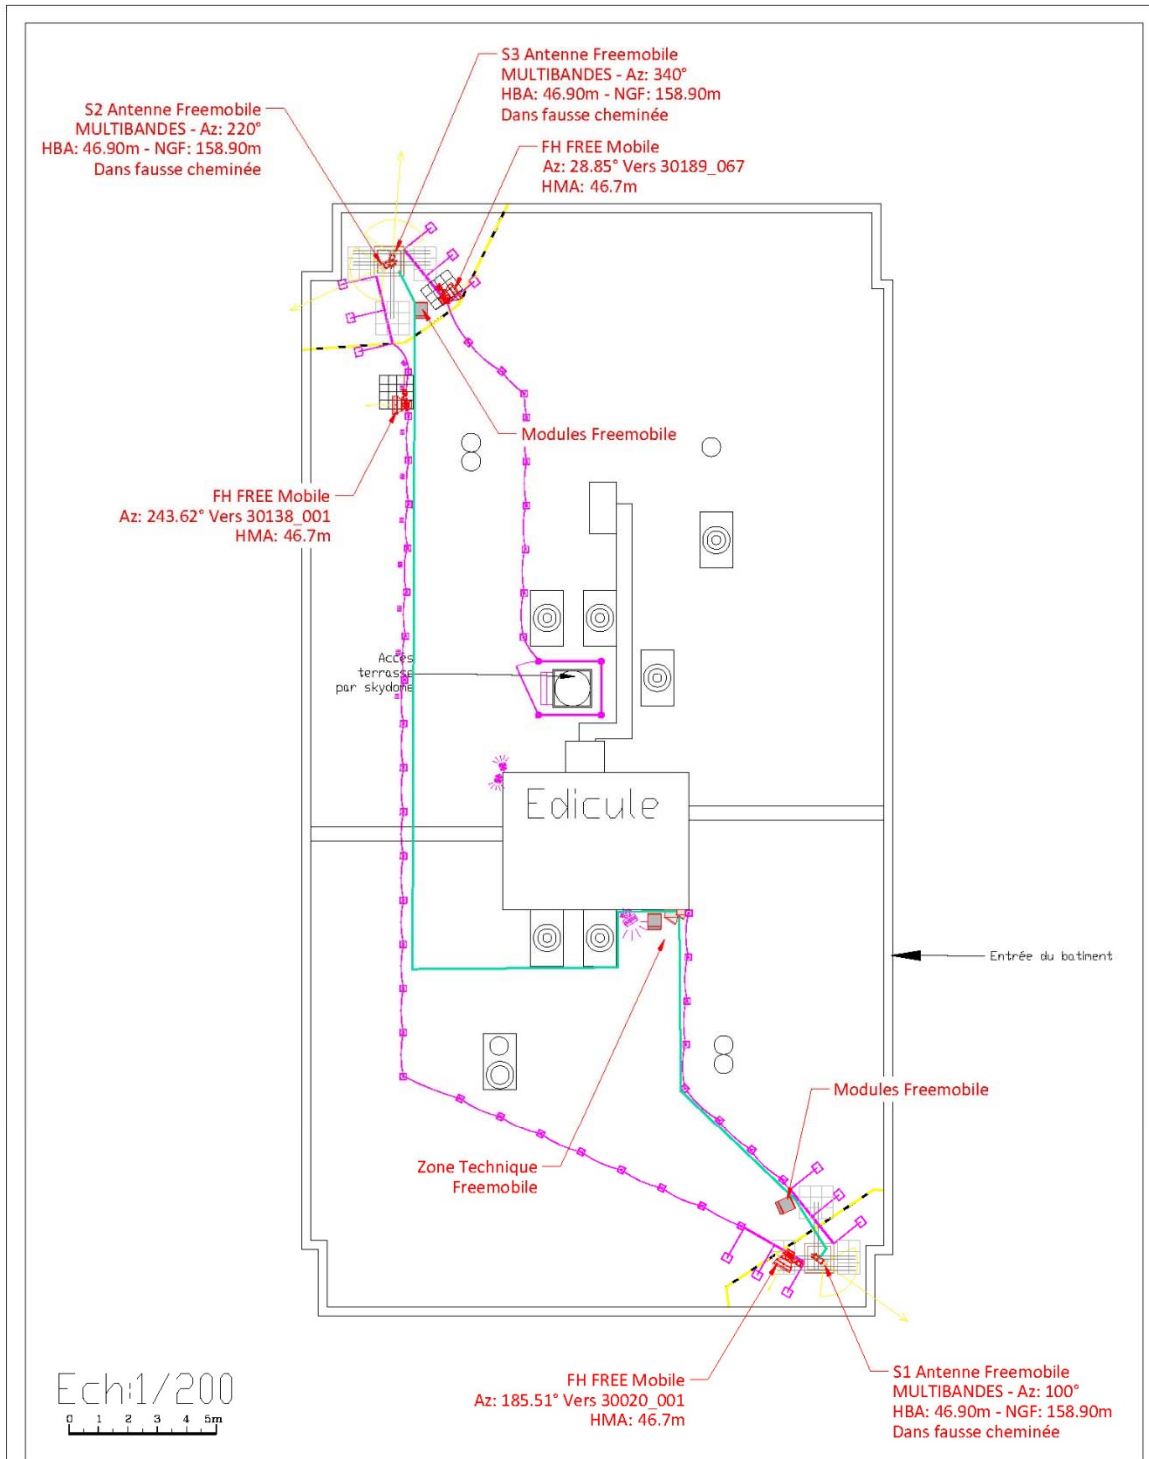 S3 Antenne Freemobile
MULTIBANDES - Az: 340°
HBA: 46.90m - NGF: 158.90m
Dans fausse cheminée
S2 Antenne Freemobile
MULTIBANDES - Az: 220°
HBA: 46.90m - NGF: 158.90m
Dans fausse cheminée
FH FREE Mobile
Az: 28.85° Vers 30189_067
HMA: 46.7m
Modules Freemobile
FH FREE Mobile
Az: 243.62° Vers 30138_001
HMA: 46.7m
Accés
terrasse
par skydome
Edicule
Entrée du batiment
Modules Freemobile
Zone Technique
Freemobile
FH FREE Mobile
Az: 185.51° Vers 30020_001
HMA: 46.7m
S1 Antenne Freemobile
MULTIBANDES - Az: 100°
HBA: 46.90m - NGF: 158.90m
Dans fausse cheminée
Ech:1/200
0 1 2 3 4 5m